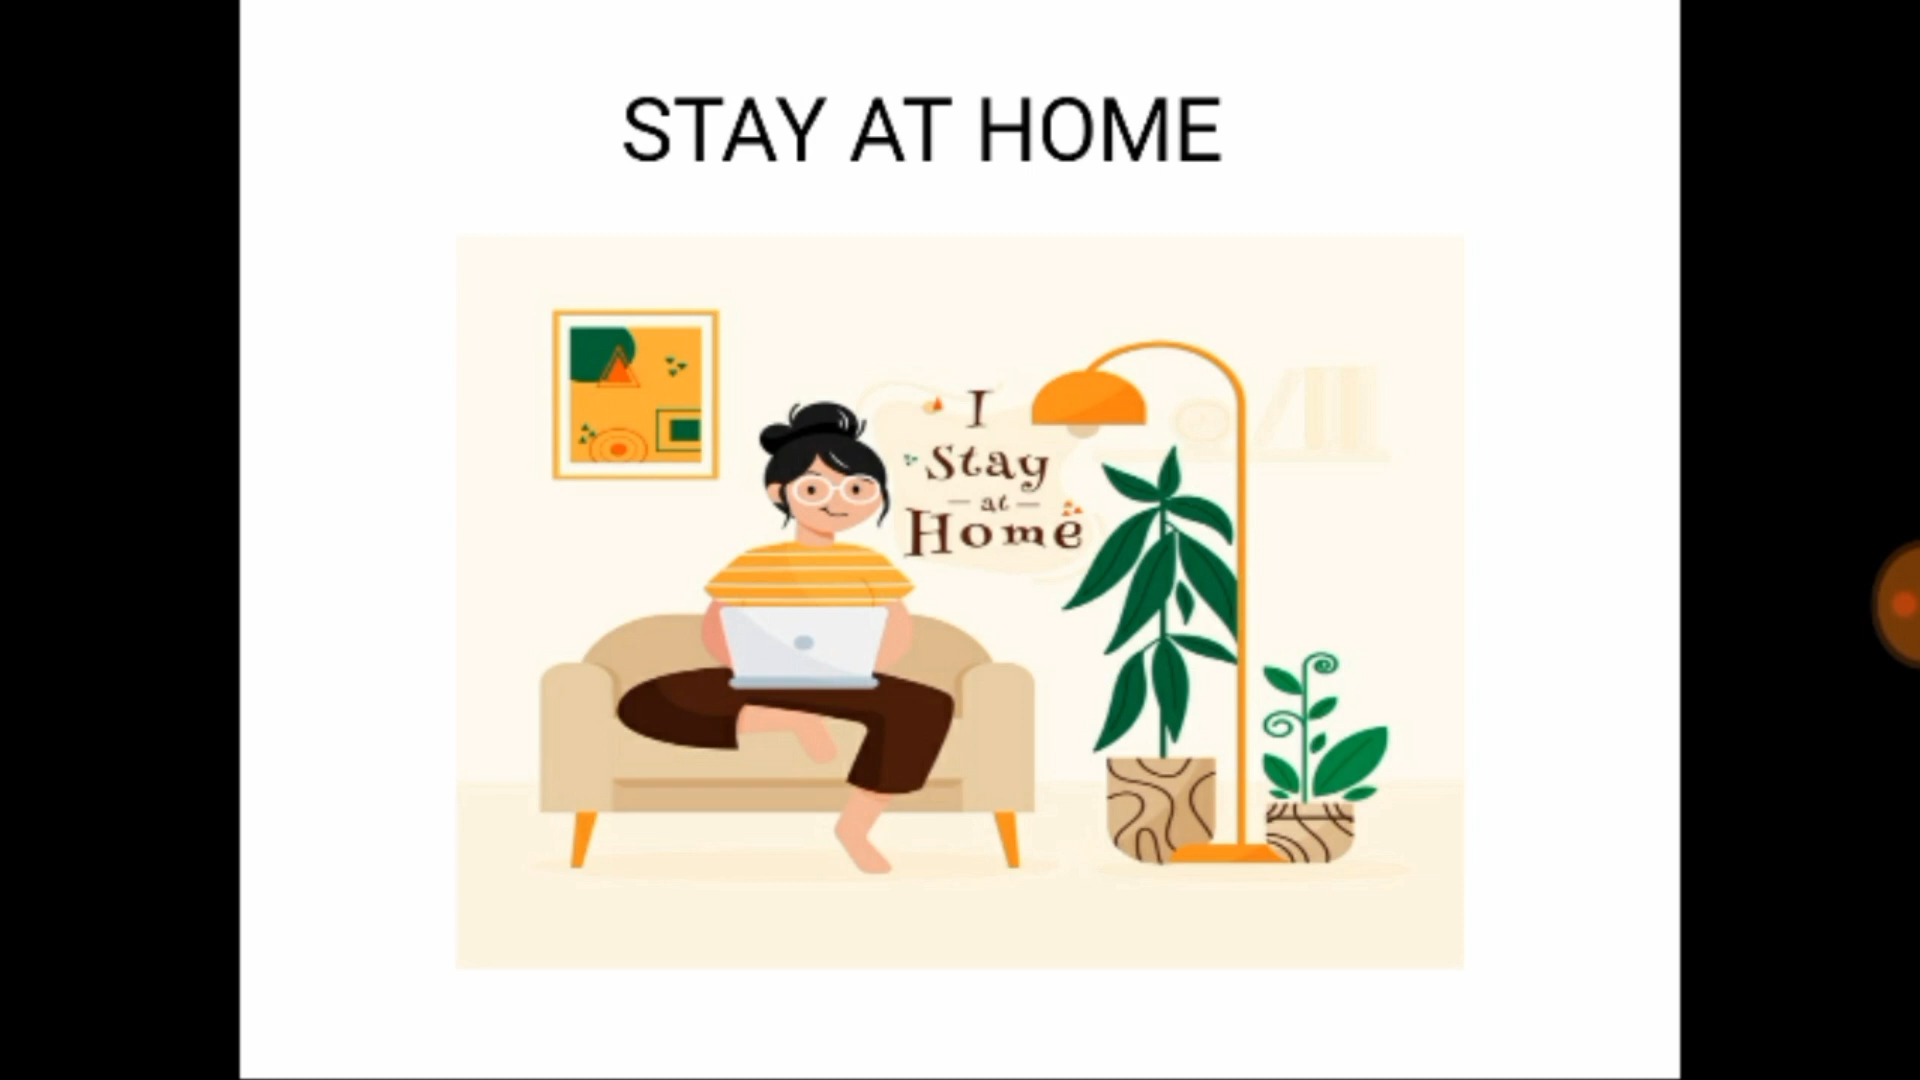 STAY AT HOME
I
Stay
– at –
Home